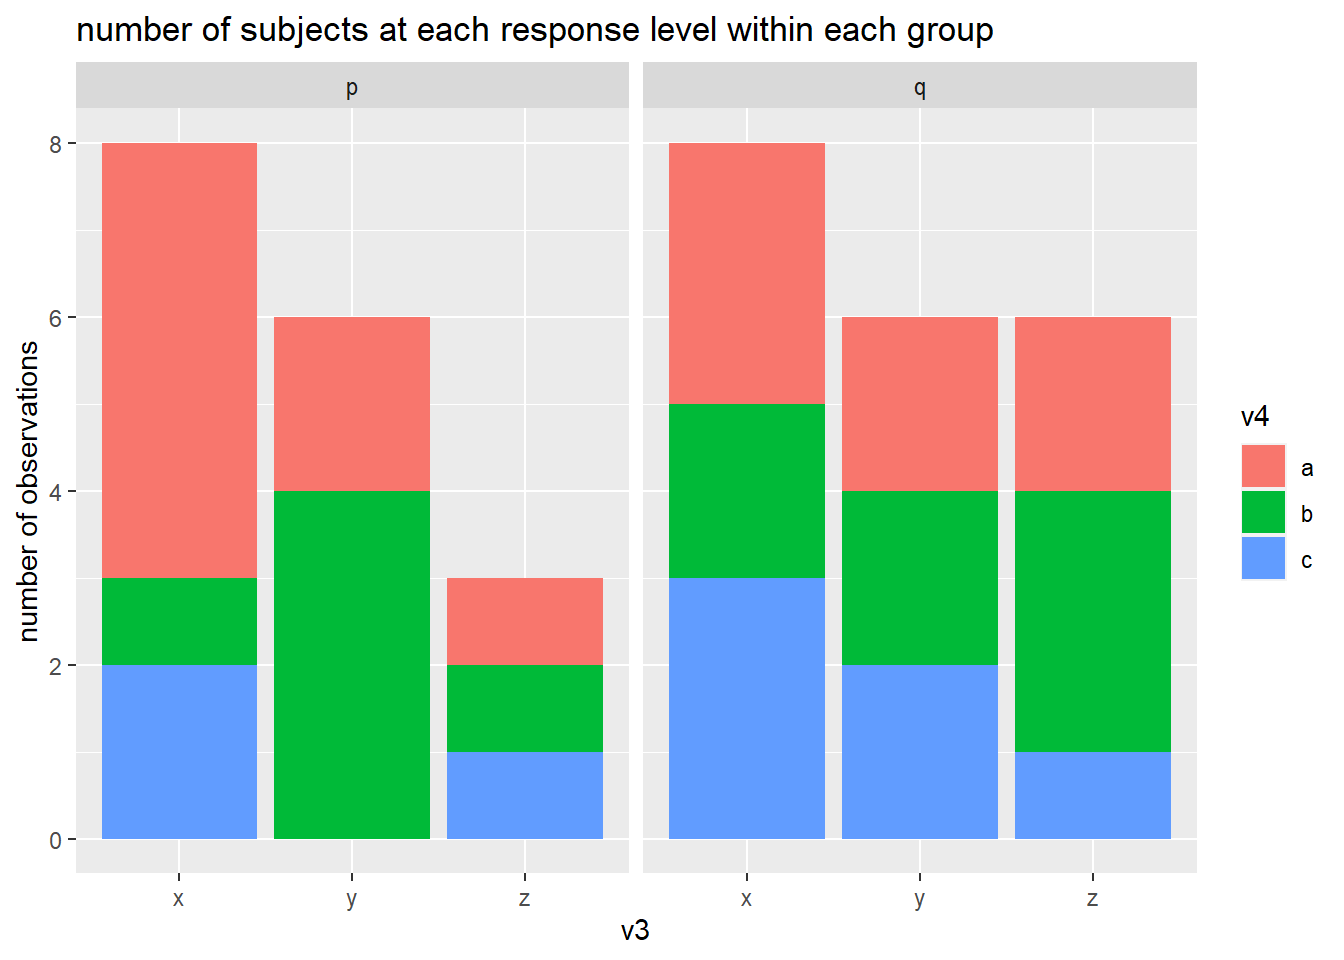 number of subjects at each response level within each group
p
q
number of observations
8
6
4
2
0
x
y
z
x
y
z
v3
v4
a
b
c